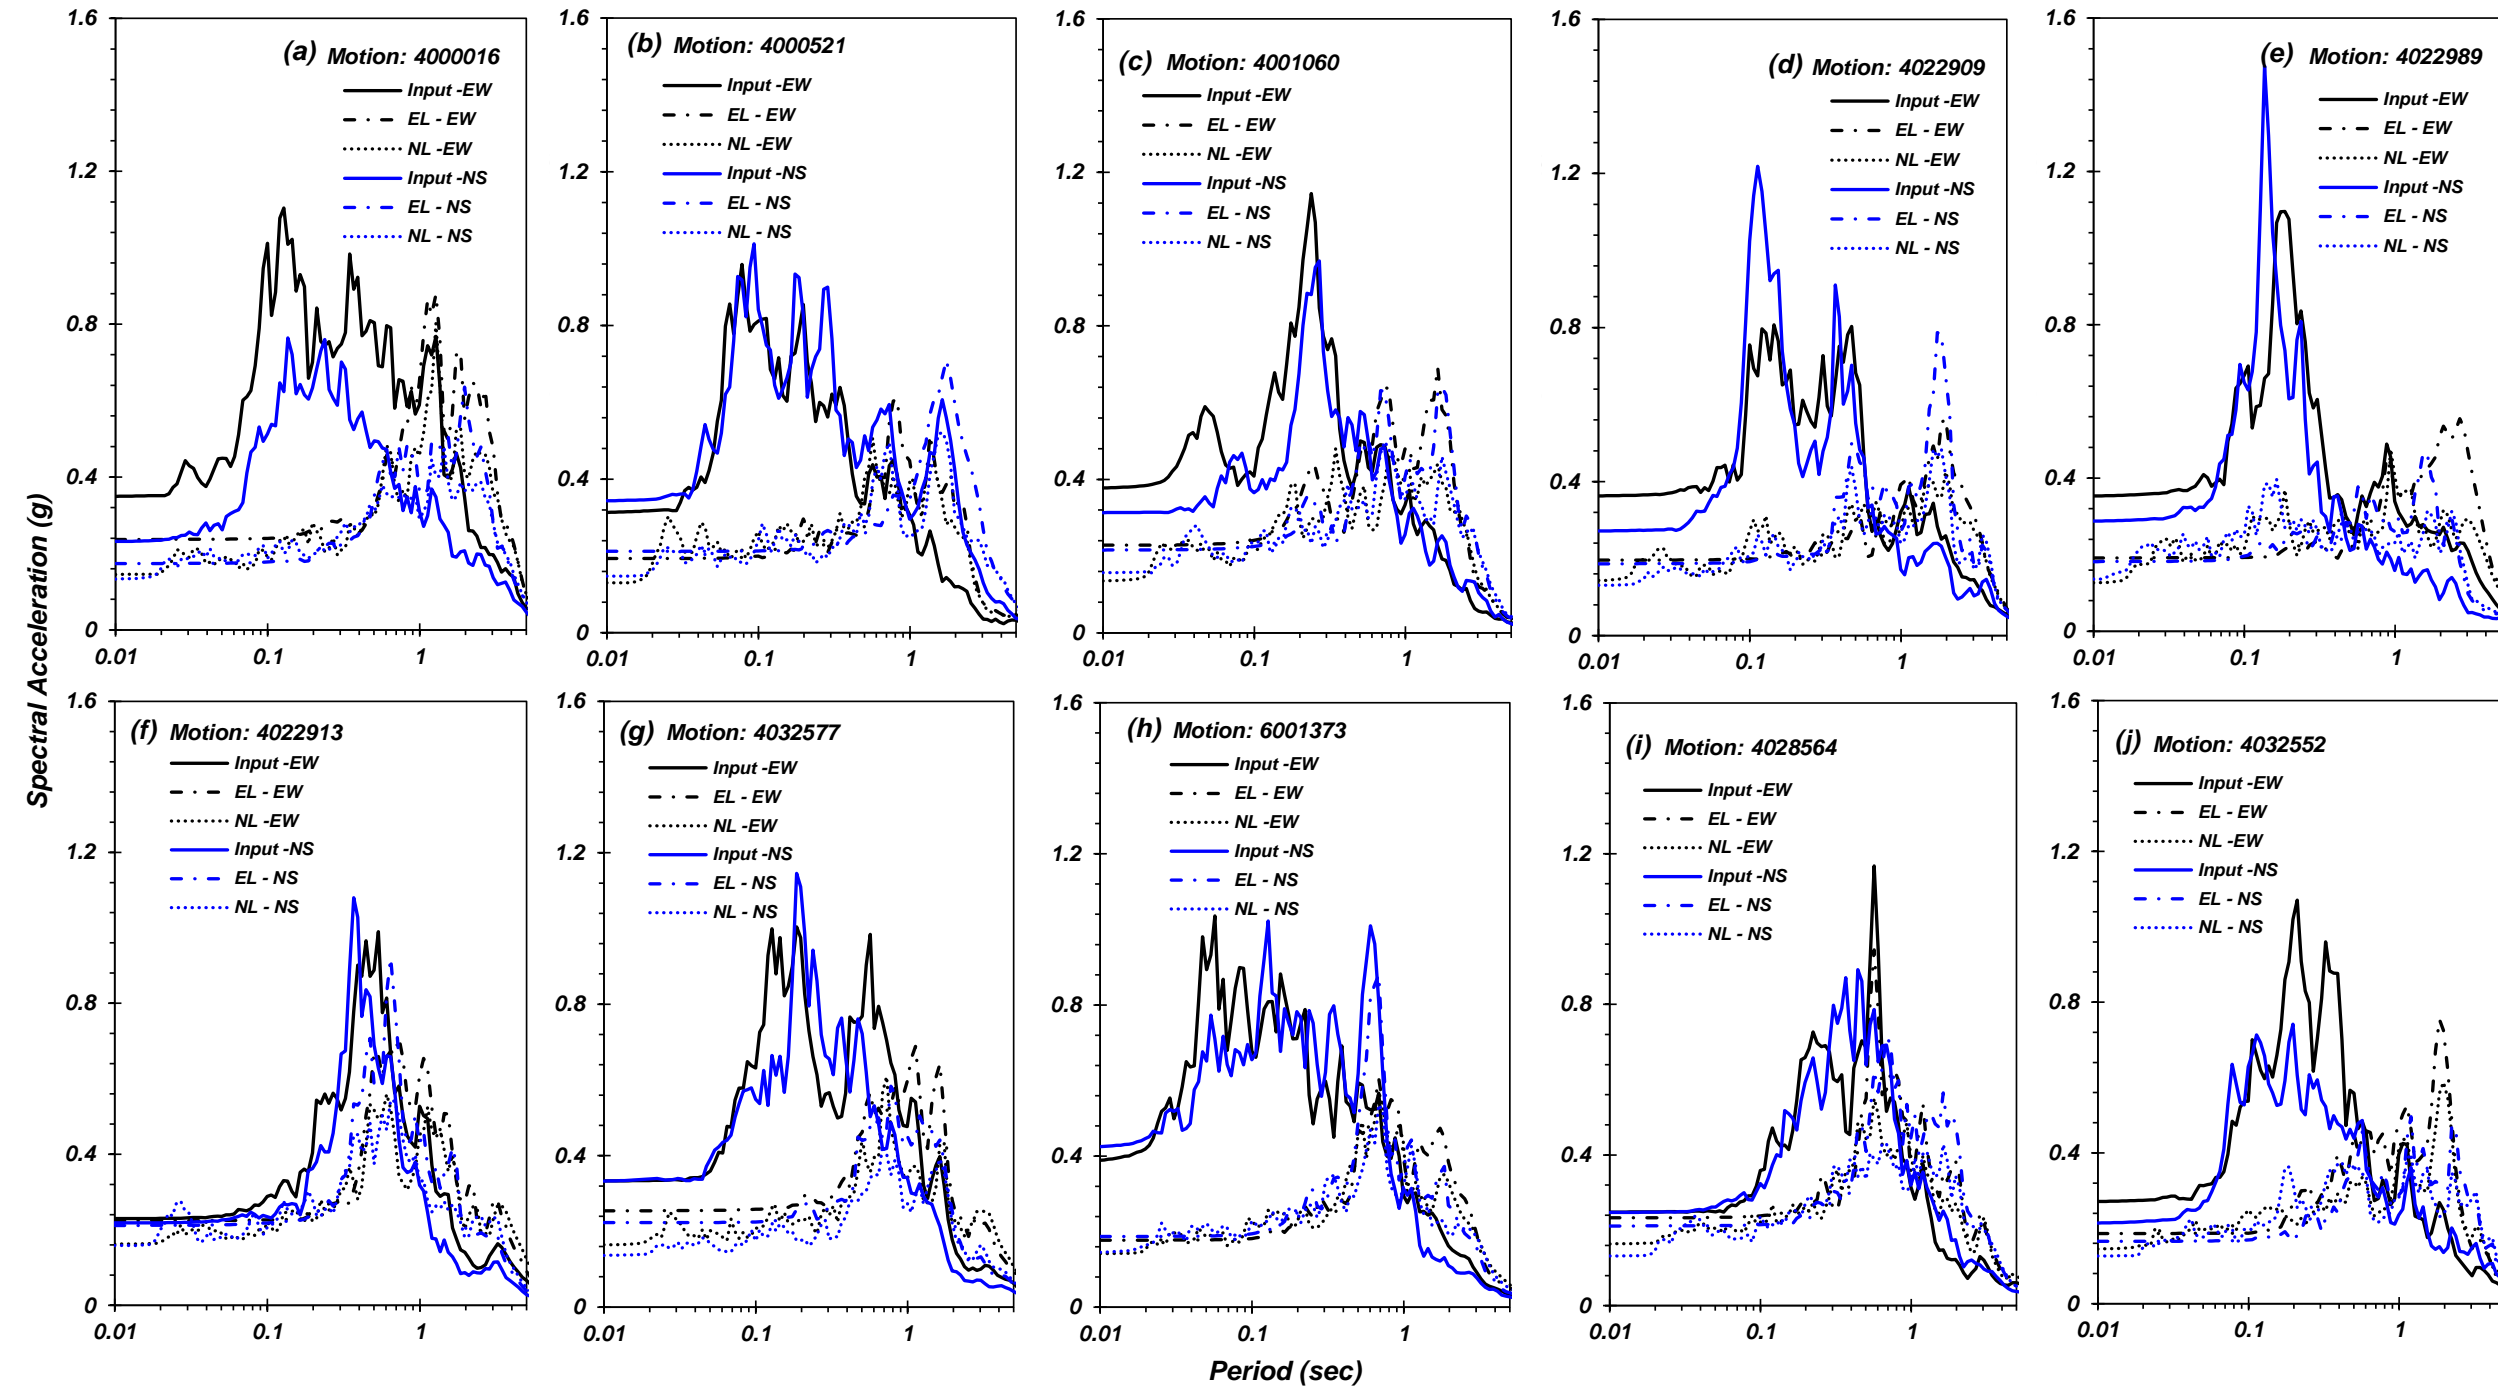 Spectral Acceleration (g)
(a) Motion: 4000016
Input -EW
EL - EW
NL -EW
Input -NS
EL - NS
NL - NS
1.6
1.2
0.8
0.4
0
0.01 0.1 1
(b) Motion: 4000521
Input -EW
EL - EW
NL -EW
Input -NS
EL - NS
NL - NS
1.6
1.2
0.8
0.4
0
0.01 0.1 1
(c) Motion: 4001060
Input -EW
EL - EW
NL -EW
Input -NS
EL - NS
NL - NS
1.6
1.2
0.8
0.4
0
0.01 0.1 1
(d) Motion: 4022909
Input -EW
EL - EW
NL -EW
Input -NS
EL - NS
NL - NS
1.6
1.2
0.8
0.4
0
0.01 0.1 1
(e) Motion: 4022989
Input -EW
EL - EW
NL -EW
Input -NS
EL - NS
NL - NS
1.6
1.2
0.8
0.4
0
0.01 0.1 1
(f) Motion: 4022913
Input -EW
EL - EW
NL -EW
Input -NS
EL - NS
NL - NS
1.6
1.2
0.8
0.4
0
0.01 0.1 1
(g) Motion: 4032577
Input -EW
EL - EW
NL -EW
Input -NS
EL - NS
NL - NS
1.6
1.2
0.8
0.4
0
0.01 0.1 1
(h) Motion: 6001373
Input -EW
EL - EW
NL -EW
Input -NS
EL - NS
NL - NS
1.6
1.2
0.8
0.4
0
0.01 0.1 1
(i) Motion: 4028564
Input -EW
EL - EW
NL -EW
Input -NS
EL - NS
NL - NS
1.6
1.2
0.8
0.4
0
0.01 0.1 1
(j) Motion: 4032552
Input -EW
EL - EW
NL -EW
Input -NS
EL - NS
NL - NS
1.6
1.2
0.8
0.4
0
0.01 0.1 1
Period (sec)